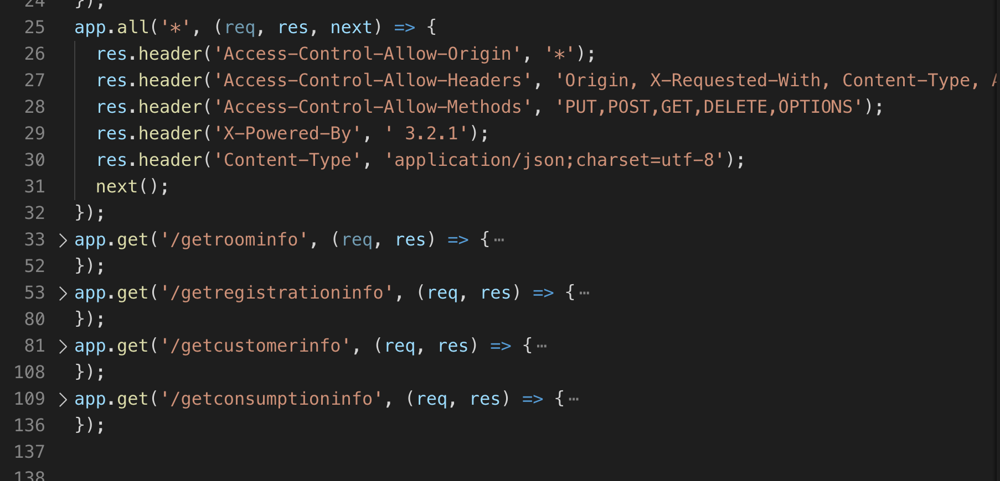 24 });
25 app.all('*', (req, res, next) => {
26 res.header('Access-Control-Allow-Origin', '*');
27 res.header('Access-Control-Allow-Headers', 'Origin, X-Requested-With, Content-Type,
28 res.header('Access-Control-Allow-Methods', 'PUT,POST,GET,DELETE,OPTIONS');
29 res.header('X-Powered-By', ' 3.2.1');
30 res.header('Content-Type', 'application/json;charset=utf-8');
31 next();
32 });
33 > app.get('/getroominfo', (req, res) => {…
52 });
53 > app.get('/getregistrationinfo', (req, res) => {…
80 });
81 > app.get('/getcustomerinfo', (req, res) => {…
108 });
109 > app.get('/getconsumptioninfo', (req, res) => {…
136 });
137
138